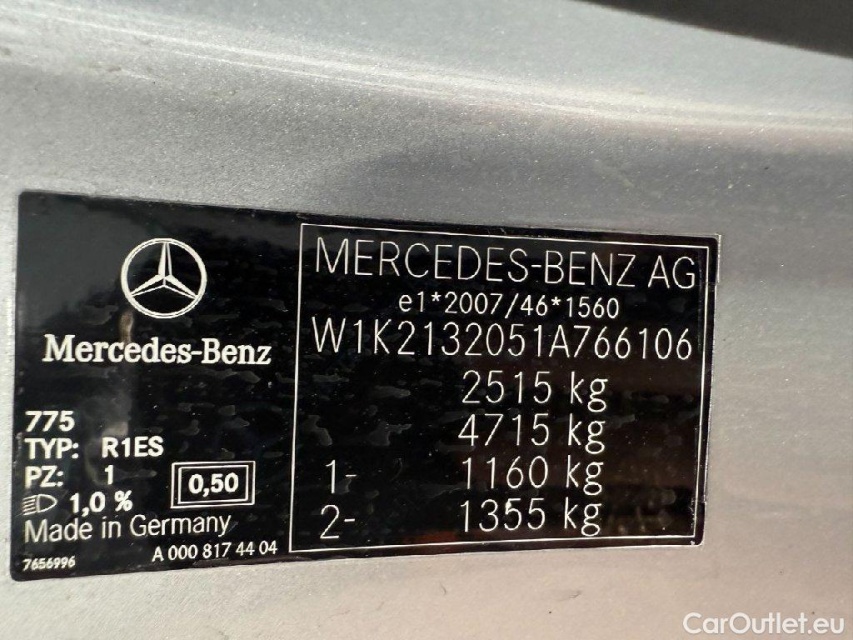 Mercedes-Benz
775
TYP: R1ES
PZ: 1
1,0 %
0,50
Made in Germany
7656996
A 000 817 44 04
MERCEDES-BENZ AG
e1*2007/46*1560
W1K2132051A766106
2515 kg
4715 kg
1- 1160 kg
2- 1355 kg
CarOutlet.eu